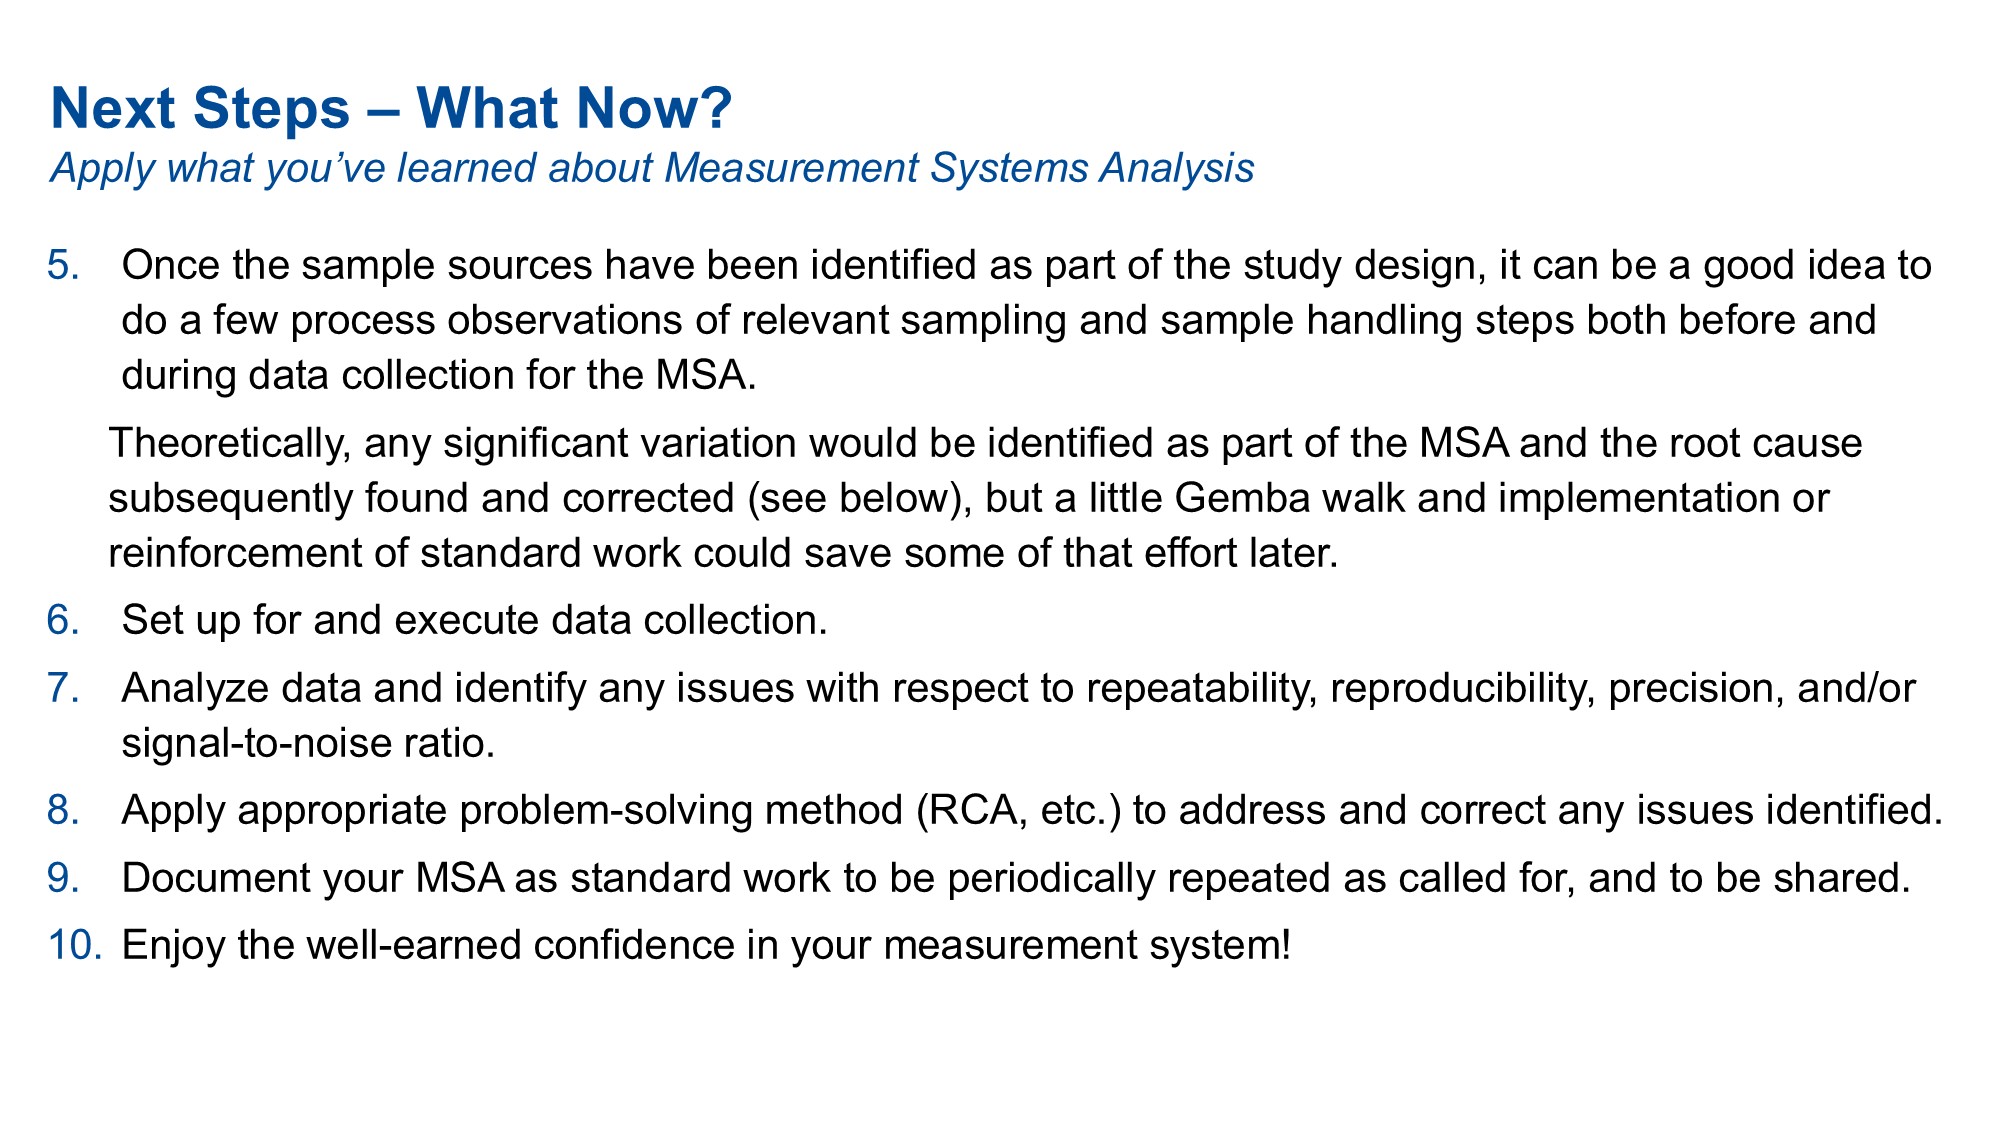 Next Steps – What Now?
Apply what you’ve learned about Measurement Systems Analysis
5. Once the sample sources have been identified as part of the study design, it can be a good idea to
do a few process observations of relevant sampling and sample handling steps both before and
during data collection for the MSA.
Theoretically, any significant variation would be identified as part of the MSA and the root cause
subsequently found and corrected (see below), but a little Gemba walk and implementation or
reinforcement of standard work could save some of that effort later.
6. Set up for and execute data collection.
7. Analyze data and identify any issues with respect to repeatability, reproducibility, precision, and/or
signal-to-noise ratio.
8. Apply appropriate problem-solving method (RCA, etc.) to address and correct any issues identified.
9. Document your MSA as standard work to be periodically repeated as called for, and to be shared.
10. Enjoy the well-earned confidence in your measurement system!